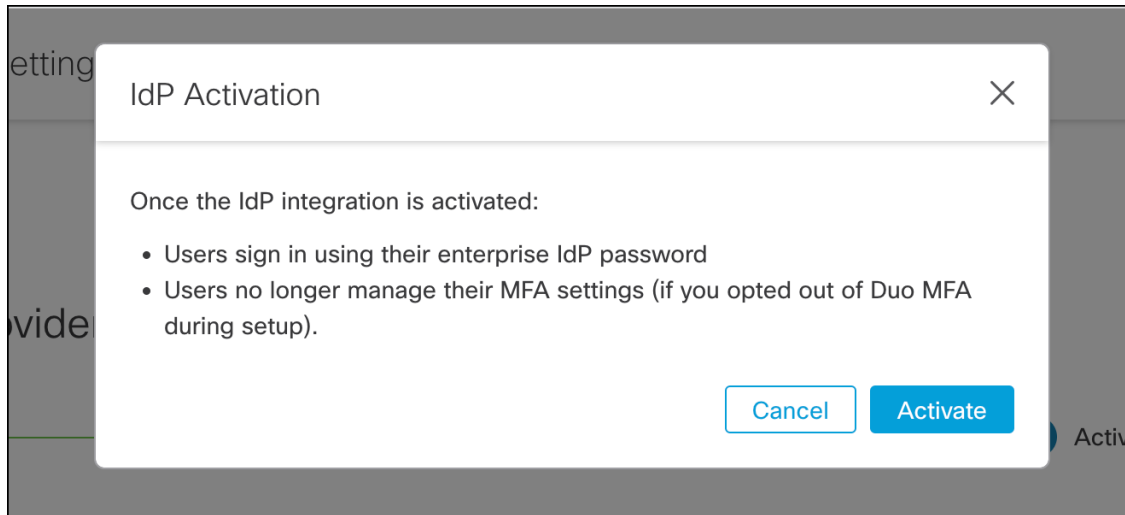 etting
IdP Activation
Once the IdP integration is activated:
• Users sign in using their enterprise IdP password
• Users no longer manage their MFA settings (if you opted out of Duo MFA
during setup).
ovider
Cancel Activate
Activ